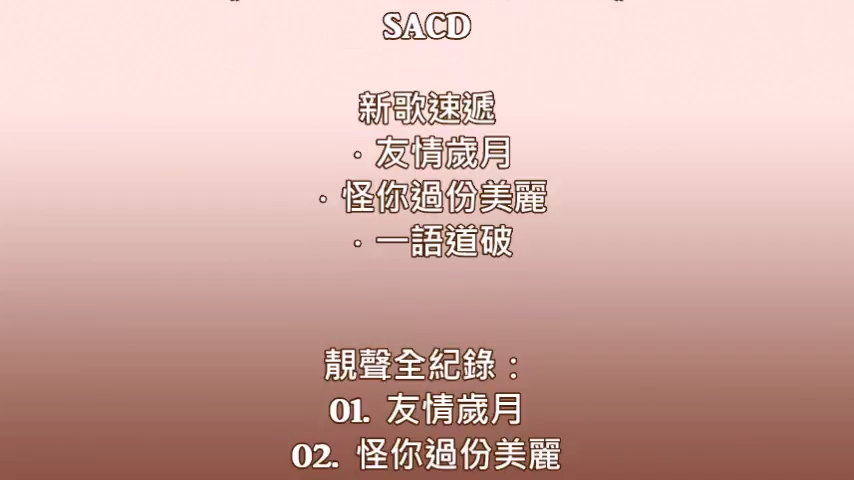 SACD
新歌速遞
· 友情歲月
· 怪你過份美麗
· 一語道破
靚聲全紀錄：
01. 友情歲月
02. 怪你過份美麗